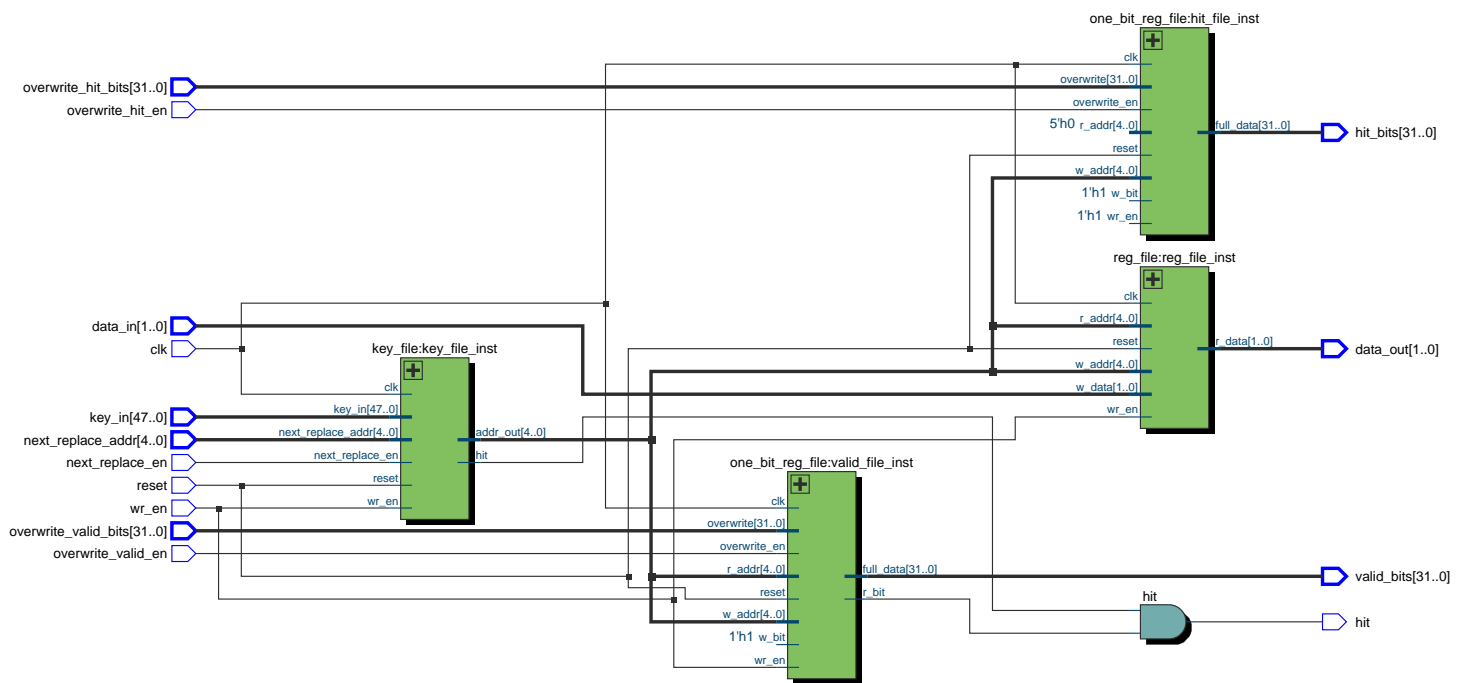 one_bit_reg_file:hit_file_inst
clk
overwrite_hit_bits[31..0]
overwrite[31..0]
overwrite_hit_en
overwrite_en
5'h0 r_addr[4..0]
full_data[31..0]
hit_bits[31..0]
reset
w_addr[4..0]
1'h1 w_bit
1'h1 wr_en
reg_file:reg_file_inst
clk
data_in[1..0]
r_addr[4..0]
clk
key_file:key_file_inst
reset
r_data[1..0]
data_out[1..0]
w_addr[4..0]
clk
w_data[1..0]
key_in[47..0]
key_in[47..0]
wr_en
next_replace_addr[4..0]
next_replace_addr[4..0]
addr_out[4..0]
next_replace_en
next_replace_en
hit
one_bit_reg_file:valid_file_inst
reset
reset
wr_en
wr_en
clk
overwrite_valid_bits[31..0]
overwrite[31..0]
overwrite_valid_en
overwrite_en
r_addr[4..0]
full_data[31..0]
valid_bits[31..0]
reset
r_bit
hit
w_addr[4..0]
hit
1'h1 w_bit
wr_en